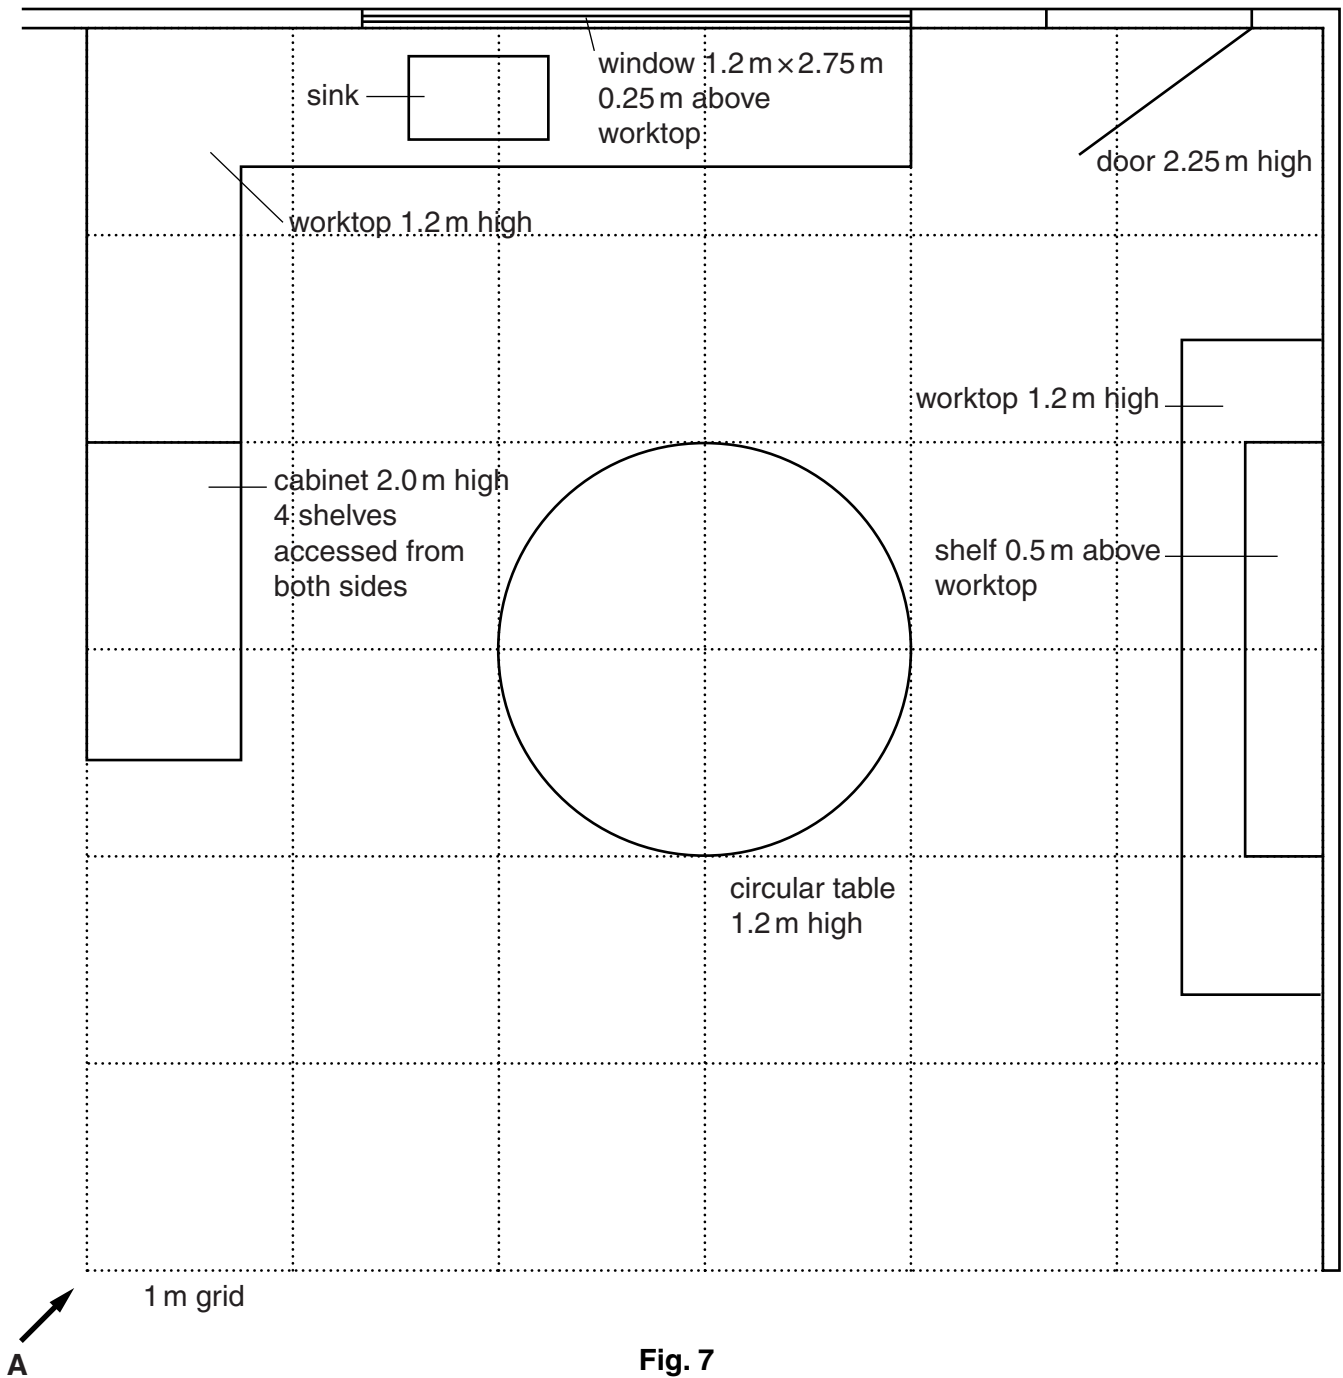 window 1.2 m × 2.75 m
0.25 m above
worktop
sink
door 2.25 m high
worktop 1.2 m high
worktop 1.2 m high
cabinet 2.0 m high
4 shelves
accessed from
both sides
shelf 0.5 m above
worktop
circular table
1.2 m high
1 m grid
A
Fig. 7